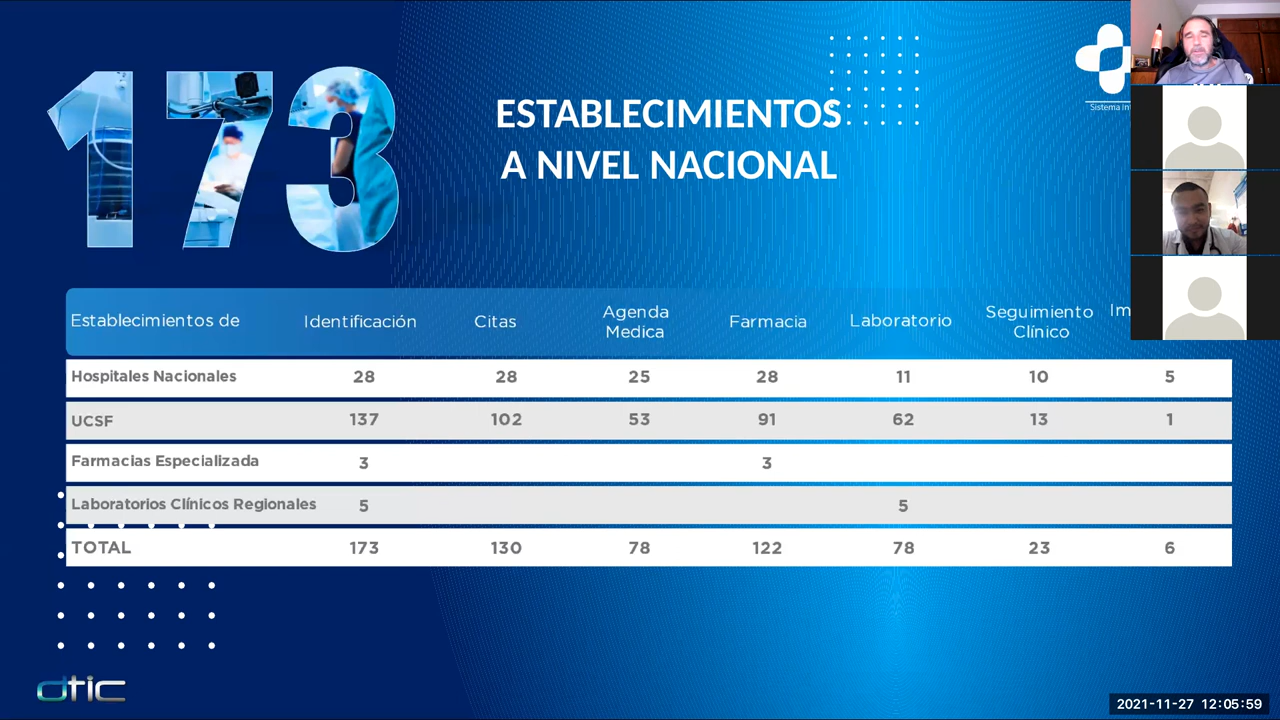 173
ESTABLECIMIENTOS
A NIVEL NACIONAL
Sistema
Establecimientos de Identificación Citas Agenda Medica Farmacia Laboratorio Seguimiento Clínico
Hospitales Nacionales 28 28 25 28 11 10 5
UCSF 137 102 53 91 62 13 1
Farmacias Especializada 3 3
Laboratorios Clínicos Regionales 5 5
TOTAL 173 130 78 122 78 23 6
dtic
2021-11-27 12:05:59